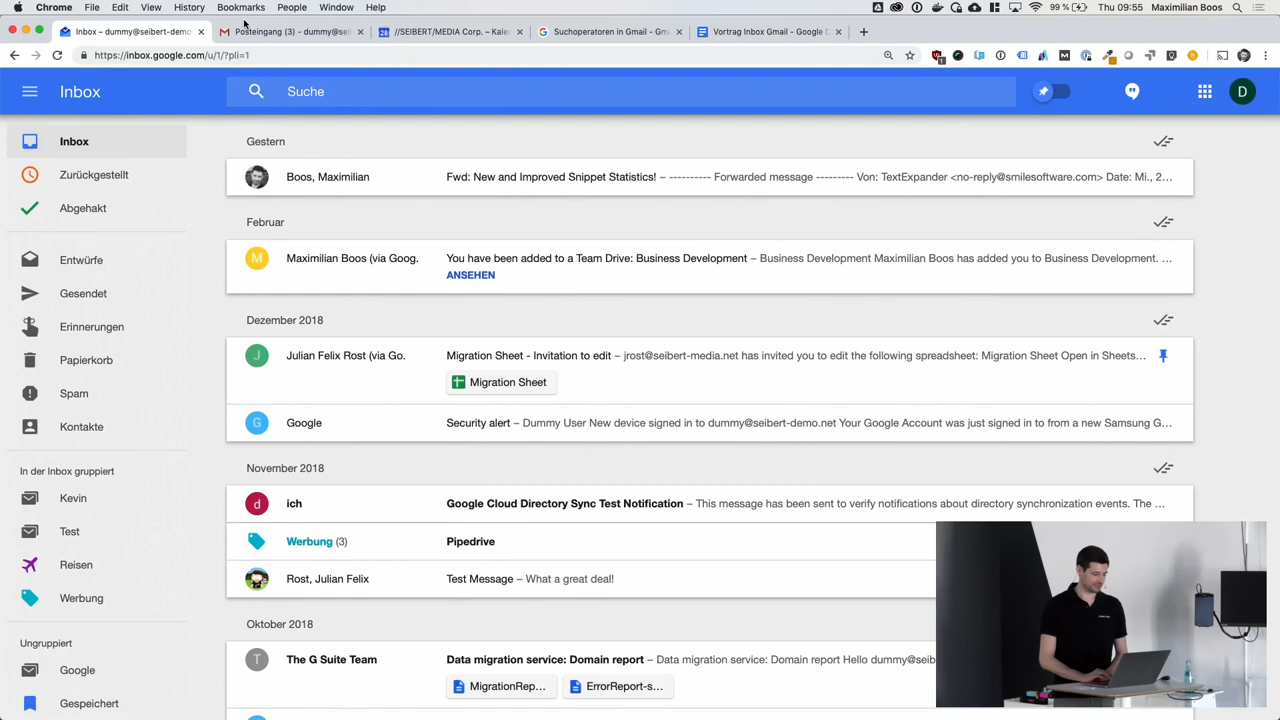 Chrome File Edit View History Bookmarks People Window Help 99 % Thu 09:55 Maximilian Boos
Inbox – dummy@seibert-demo Posteingang (3) – dummy@sei //SEIBERT/MEDIA Corp. – Kale Suchoperatoren in Gmail - Gm Vortrag Inbox Gmail - Google D
https://inbox.google.com/u/1/?pli=1
Inbox Suche D
Inbox
Zurückgestellt
Abgehakt
Entwürfe
Gesendet
Erinnerungen
Papierkorb
Spam
Kontakte
In der Inbox gruppiert
Kevin
Test
Reisen
Werbung
Ungruppiert
Google
Gespeichert
Gestern
Boos, Maximilian Fwd: New and Improved Snippet Statistics! – ---------- Forwarded message --------- Von: TextExpander <no-reply@smilesoftware.com> Date: Mi., 2…
Februar
M Maximilian Boos (via Goog. You have been added to a Team Drive: Business Development – Business Development Maximilian Boos has added you to Business Development. …
ANSEHEN
Dezember 2018
J Julian Felix Rost (via Go. Migration Sheet - Invitation to edit – jrost@seibert-media.net has invited you to edit the following spreadsheet: Migration Sheet Open in Sheets…
Migration Sheet
G Google Security alert – Dummy User New device signed in to dummy@seibert-demo.net Your Google Account was just signed in to from a new Samsung G…
November 2018
d ich Google Cloud Directory Sync Test Notification – This message has been sent to verify notifications about directory synchronization events. The …
Werbung (3) Pipedrive
Rost, Julian Felix Test Message – What a great deal!
Oktober 2018
T The G Suite Team Data migration service: Domain report – Data migration service: Domain report Hello dummy@seib
MigrationRep… ErrorReport-s…